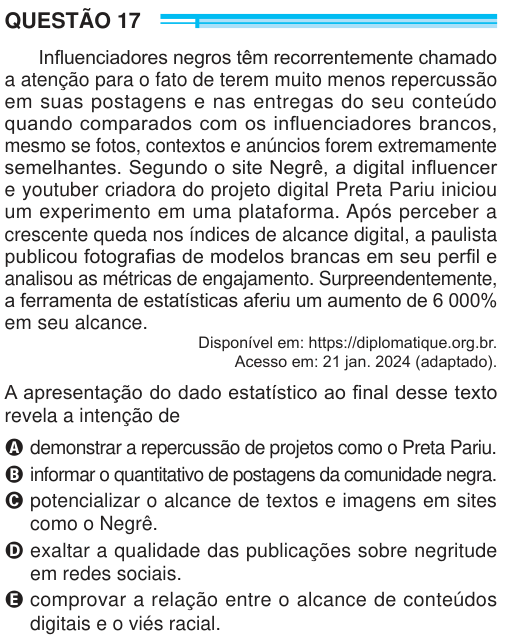 QUESTÃO 17
Influenciadores negros têm recorrentemente chamado
a atenção para o fato de terem muito menos repercussão
em suas postagens e nas entregas do seu conteúdo
quando comparados com os influenciadores brancos,
mesmo se fotos, contextos e anúncios forem extremamente
semelhantes. Segundo o site Negrê, a digital influencer
e youtuber criadora do projeto digital Preta Pariu iniciou
um experimento em uma plataforma. Após perceber a
crescente queda nos índices de alcance digital, a paulista
publicou fotografias de modelos brancas em seu perfil e
analisou as métricas de engajamento. Surpreendentemente,
a ferramenta de estatísticas aferiu um aumento de 6 000%
em seu alcance.
Disponível em: https://diplomatique.org.br.
Acesso em: 21 jan. 2024 (adaptado).
A apresentação do dado estatístico ao final desse texto
revela a intenção de
A demonstrar a repercussão de projetos como o Preta Pariu.
B informar o quantitativo de postagens da comunidade negra.
C potencializar o alcance de textos e imagens em sites
como o Negrê.
D exaltar a qualidade das publicações sobre negritude
em redes sociais.
E comprovar a relação entre o alcance de conteúdos
digitais e o viés racial.